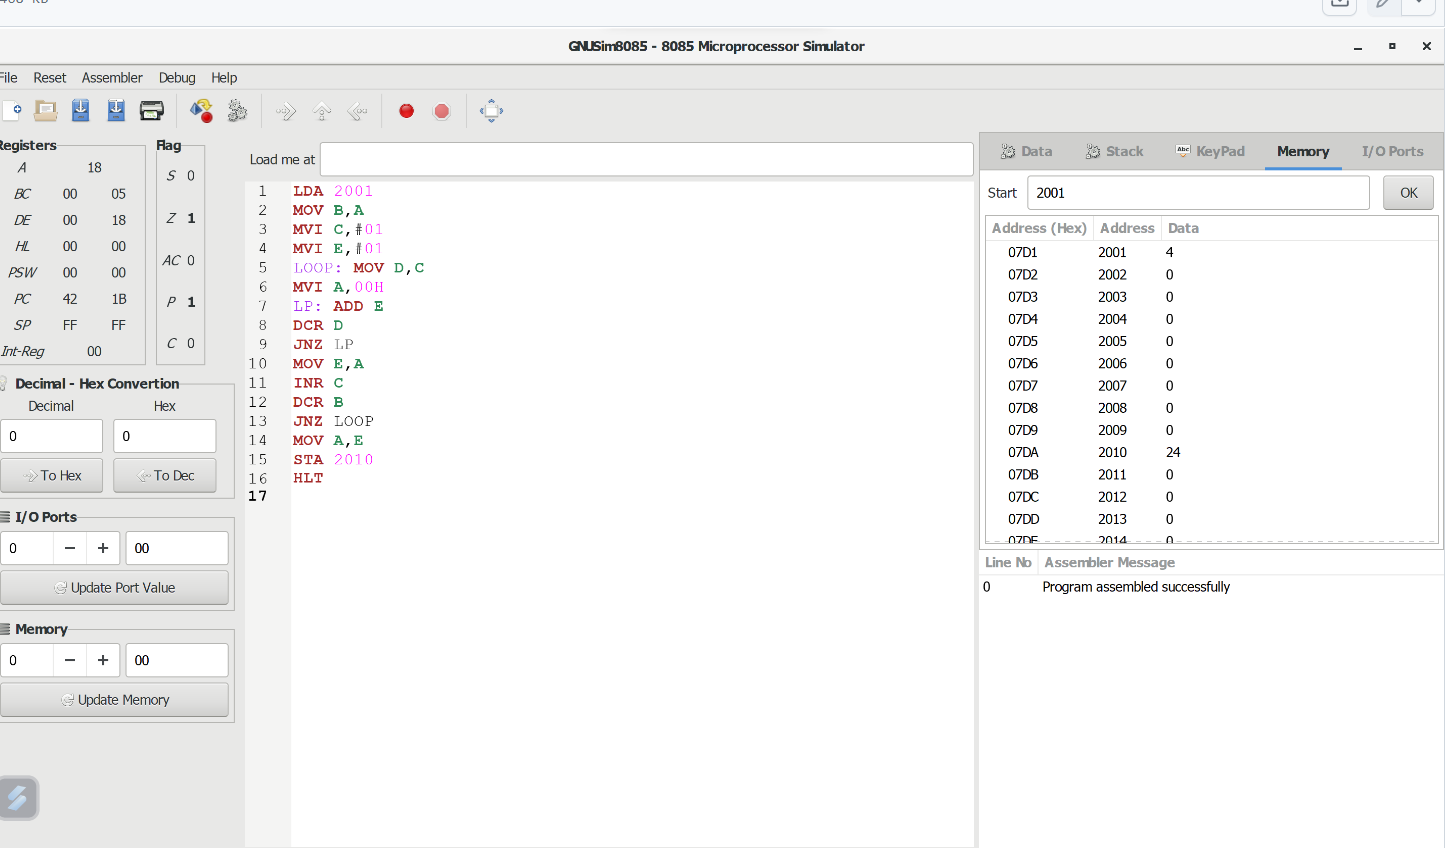 GNUSim8085 - 8085 Microprocessor Simulator
File Reset Assembler Debug Help
Registers
A 18
BC 00 05
DE 00 18
HL 00 00
PSW 00 00
PC 42 1B
SP FF FF
Int-Reg 00
Flag
S 0
Z 1
AC 0
P 1
C 0
Decimal - Hex Convertion
Decimal Hex
0 0
To Hex To Dec
I/O Ports
0 − + 00
Update Port Value
Memory
0 − + 00
Update Memory
Load me at
1 LDA 2001
2 MOV B,A
3 MVI C,#01
4 MVI E,#01
5 LOOP: MOV D,C
6 MVI A,00H
7 LP: ADD E
8 DCR D
9 JNZ LP
10 MOV E,A
11 INR C
12 DCR B
13 JNZ LOOP
14 MOV A,E
15 STA 2010
16 HLT
17
Data Stack Abc KeyPad Memory I/O Ports
Start 2001 OK
Address (Hex) Address Data
07D1 2001 4
07D2 2002 0
07D3 2003 0
07D4 2004 0
07D5 2005 0
07D6 2006 0
07D7 2007 0
07D8 2008 0
07D9 2009 0
07DA 2010 24
07DB 2011 0
07DC 2012 0
07DD 2013 0
07DE 2014 0
Line No Assembler Message
0 Program assembled successfully